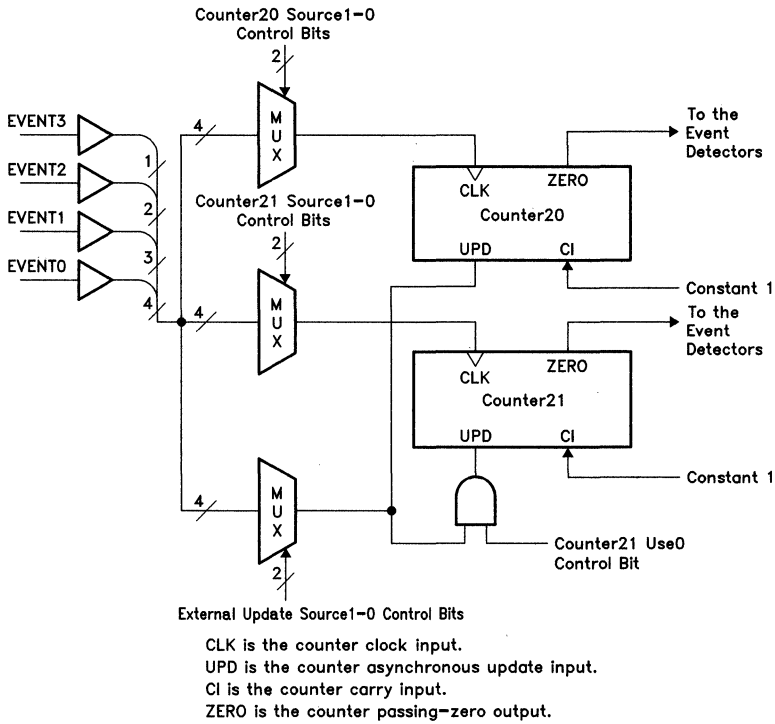 Counter20 Source1-0
Control Bits
2
EVENT3
4
M
U
X
To the
Event
Detectors
1
EVENT2
CLK
ZERO
Counter20
2
EVENT1
Counter21 Source1-0
Control Bits
3
2
UPD
CI
EVENT0
Constant 1
4
4
M
U
X
To the
Event
Detectors
CLK
ZERO
Counter21
UPD
CI
Constant 1
4
M
U
X
Counter21 Use0
Control Bit
2
External Update Source1-0 Control Bits
CLK is the counter clock input.
UPD is the counter asynchronous update input.
CI is the counter carry input.
ZERO is the counter passing-zero output.